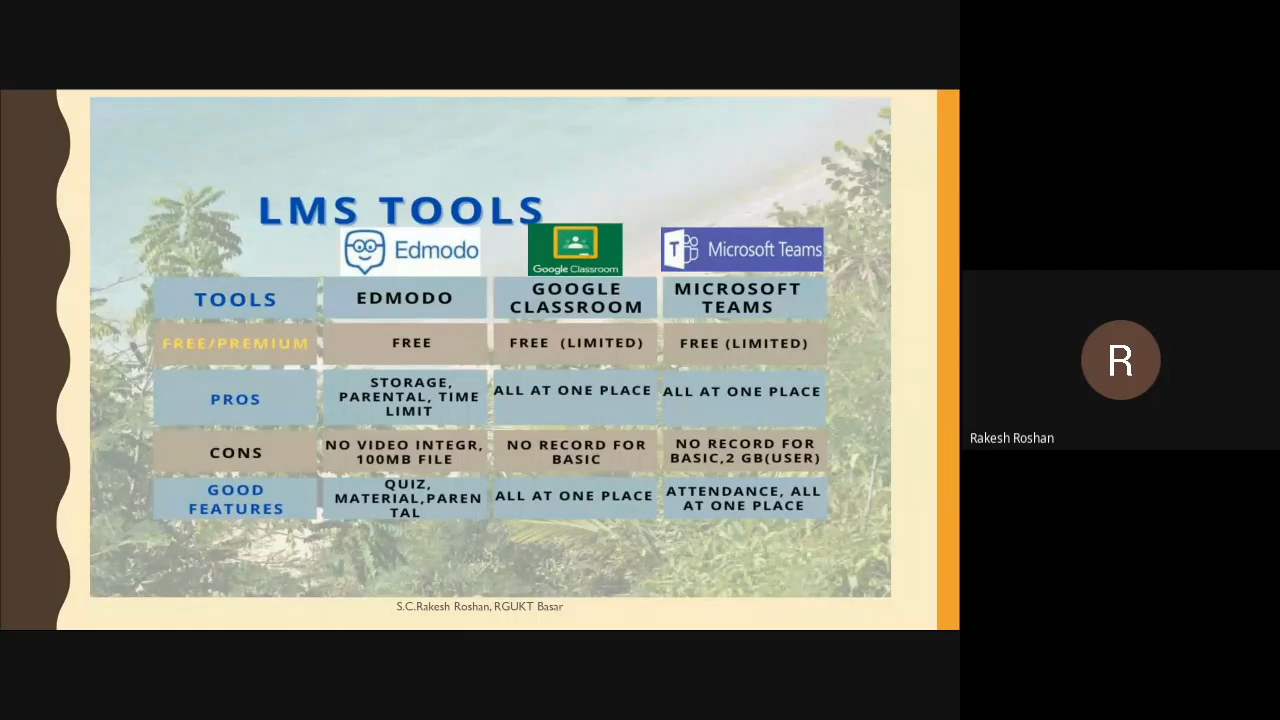 LMS TOOLS
Edmodo
Google Classroom
T
Microsoft Teams
TOOLS
EDMODO
GOOGLE
CLASSROOM
MICROSOFT
TEAMS
FREE/PREMIUM
FREE
FREE (LIMITED)
FREE (LIMITED)
PROS
STORAGE,
PARENTAL, TIME
LIMIT
ALL AT ONE PLACE
ALL AT ONE PLACE
CONS
NO VIDEO INTEGR,
100MB FILE
NO RECORD FOR
BASIC
NO RECORD FOR
BASIC,2 GB(USER)
GOOD
FEATURES
QUIZ,
MATERIAL,PAREN
TAL
ALL AT ONE PLACE
ATTENDANCE, ALL
AT ONE PLACE
S.C.Rakesh Roshan, RGUKT Basar
R
Rakesh Roshan